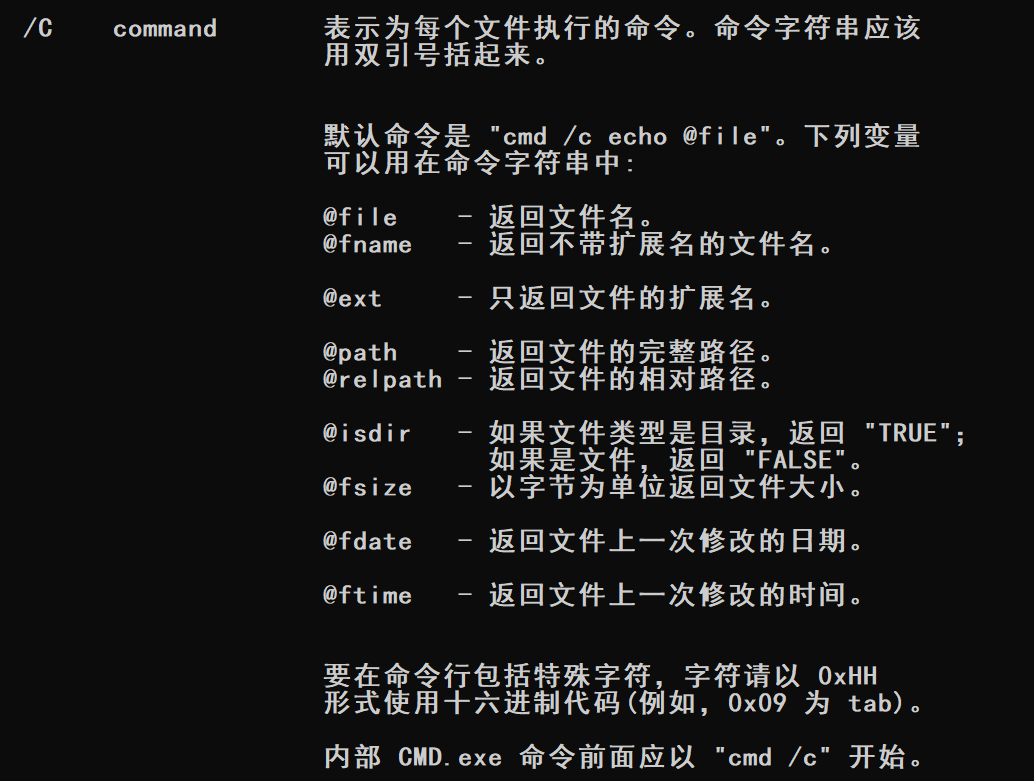 /C command 表示为每个文件执行的命令。命令字符串应该
用双引号括起来。
默认命令是 "cmd /c echo @file"。下列变量
可以用在命令字符串中:
@file - 返回文件名。
@fname - 返回不带扩展名的文件名。
@ext - 只返回文件的扩展名。
@path - 返回文件的完整路径。
@relpath - 返回文件的相对路径。
@isdir - 如果文件类型是目录，返回 "TRUE"；
如果是文件，返回 "FALSE"。
@fsize - 以字节为单位返回文件大小。
@fdate - 返回文件上一次修改的日期。
@ftime - 返回文件上一次修改的时间。
要在命令行包括特殊字符，字符请以 0xHH
形式使用十六进制代码(例如，0x09 为 tab)。
内部 CMD.exe 命令前面应以 "cmd /c" 开始。